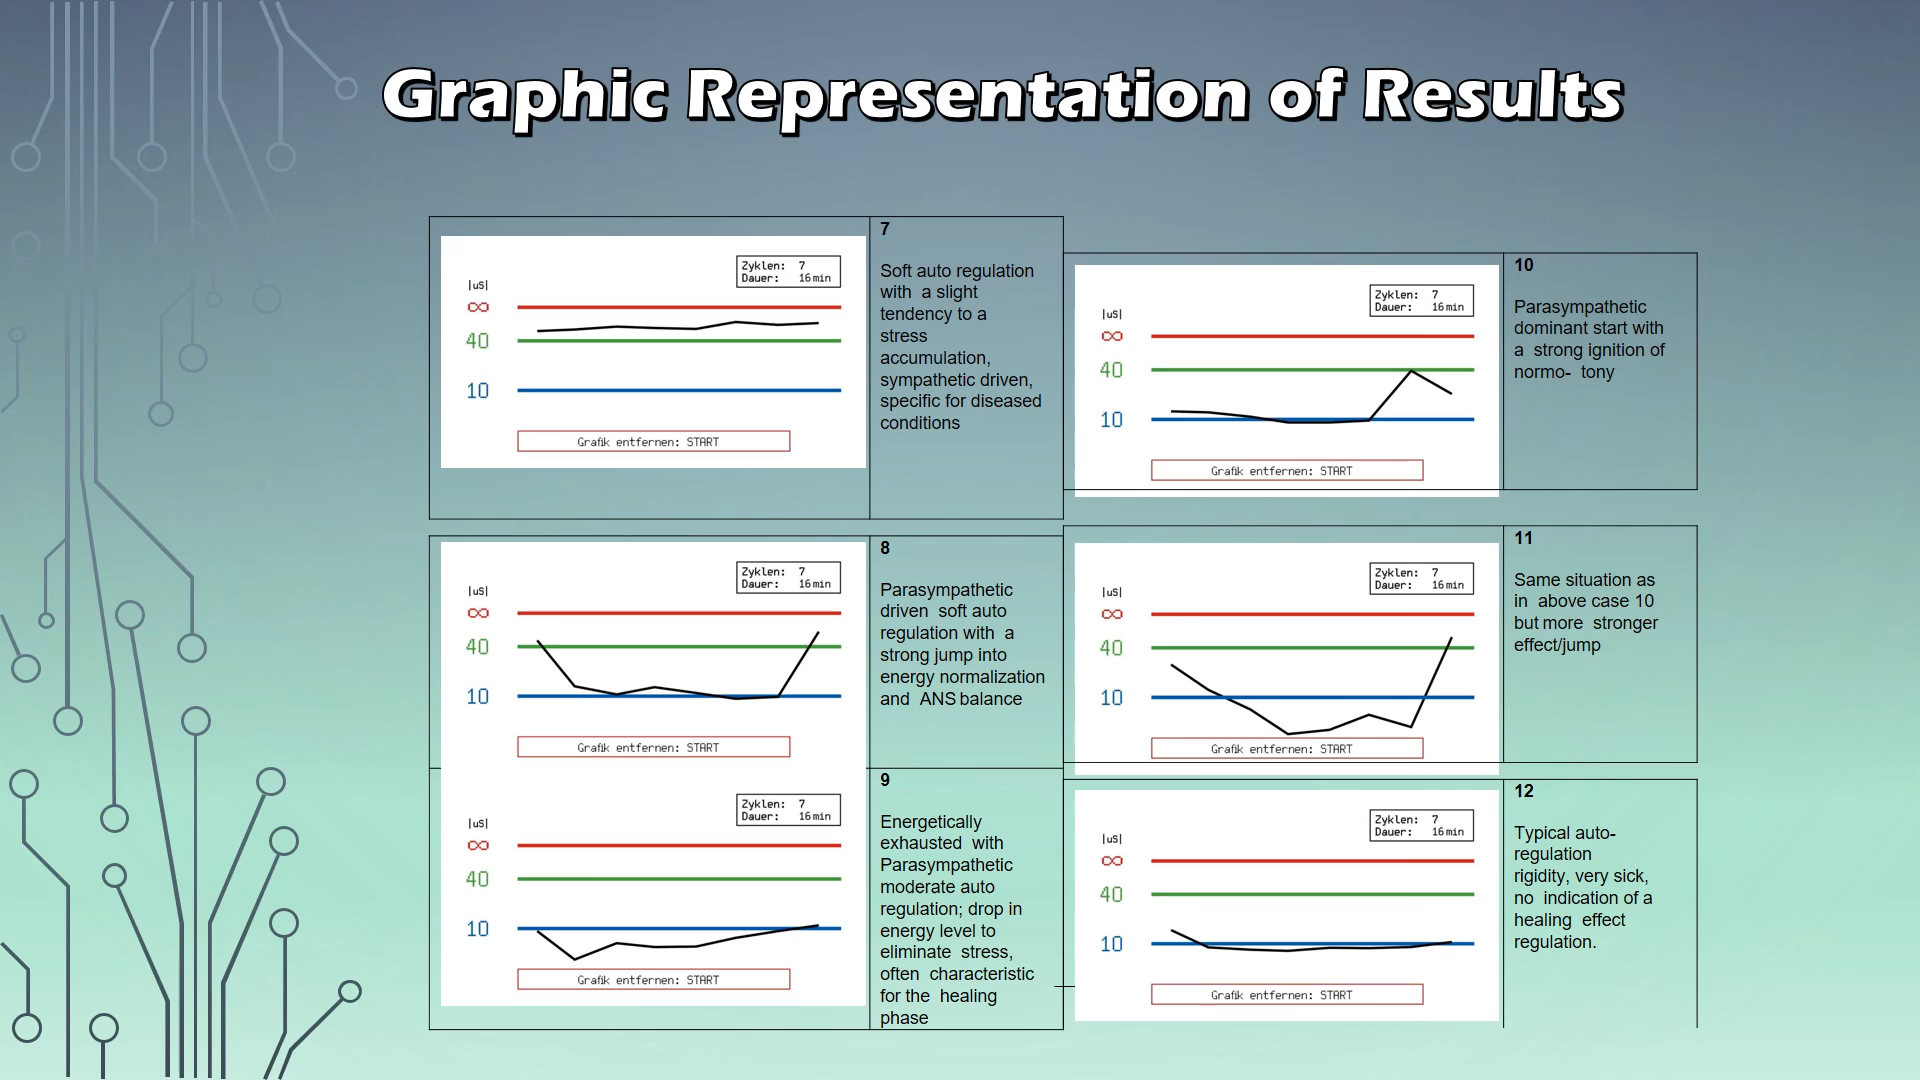 Graphic Representation of Results
Zyklen: 7
Dauer: 16 min
|uS|
∞
40
10
Grafik entfernen: START
7
Soft auto regulation
with a slight
tendency to a
stress
accumulation,
sympathetic driven,
specific for diseased
conditions
Zyklen: 7
Dauer: 16 min
|uS|
∞
40
10
Grafik entfernen: START
8
Parasympathetic
driven soft auto
regulation with a
strong jump into
energy normalization
and ANS balance
Zyklen: 7
Dauer: 16 min
|uS|
∞
40
10
Grafik entfernen: START
9
Energetically
exhausted with
Parasympathetic
moderate auto
regulation; drop in
energy level to
eliminate stress,
often characteristic
for the healing
phase
Zyklen: 7
Dauer: 16 min
|uS|
∞
40
10
Grafik entfernen: START
10
Parasympathetic
dominant start with
a strong ignition of
normo- tony
Zyklen: 7
Dauer: 16 min
|uS|
∞
40
10
Grafik entfernen: START
11
Same situation as
in above case 10
but more stronger
effect/jump
Zyklen: 7
Dauer: 16 min
|uS|
∞
40
10
Grafik entfernen: START
12
Typical auto-
regulation
rigidity, very sick,
no indication of a
healing effect
regulation.